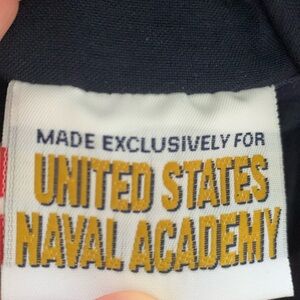 MADE EXCLUSIVELY FOR
UNITED STATES
NAVAL ACADEMY